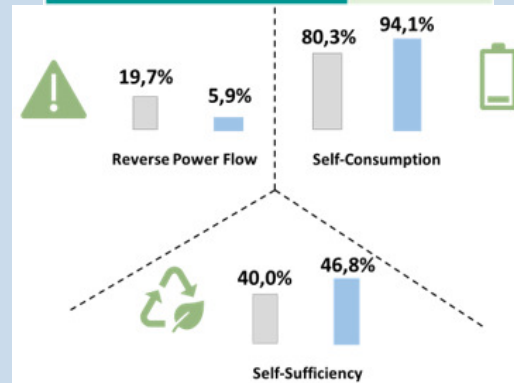 19,7%
5,9%
Reverse Power Flow
80,3%
94,1%
Self-Consumption
40,0%
46,8%
Self-Sufficiency